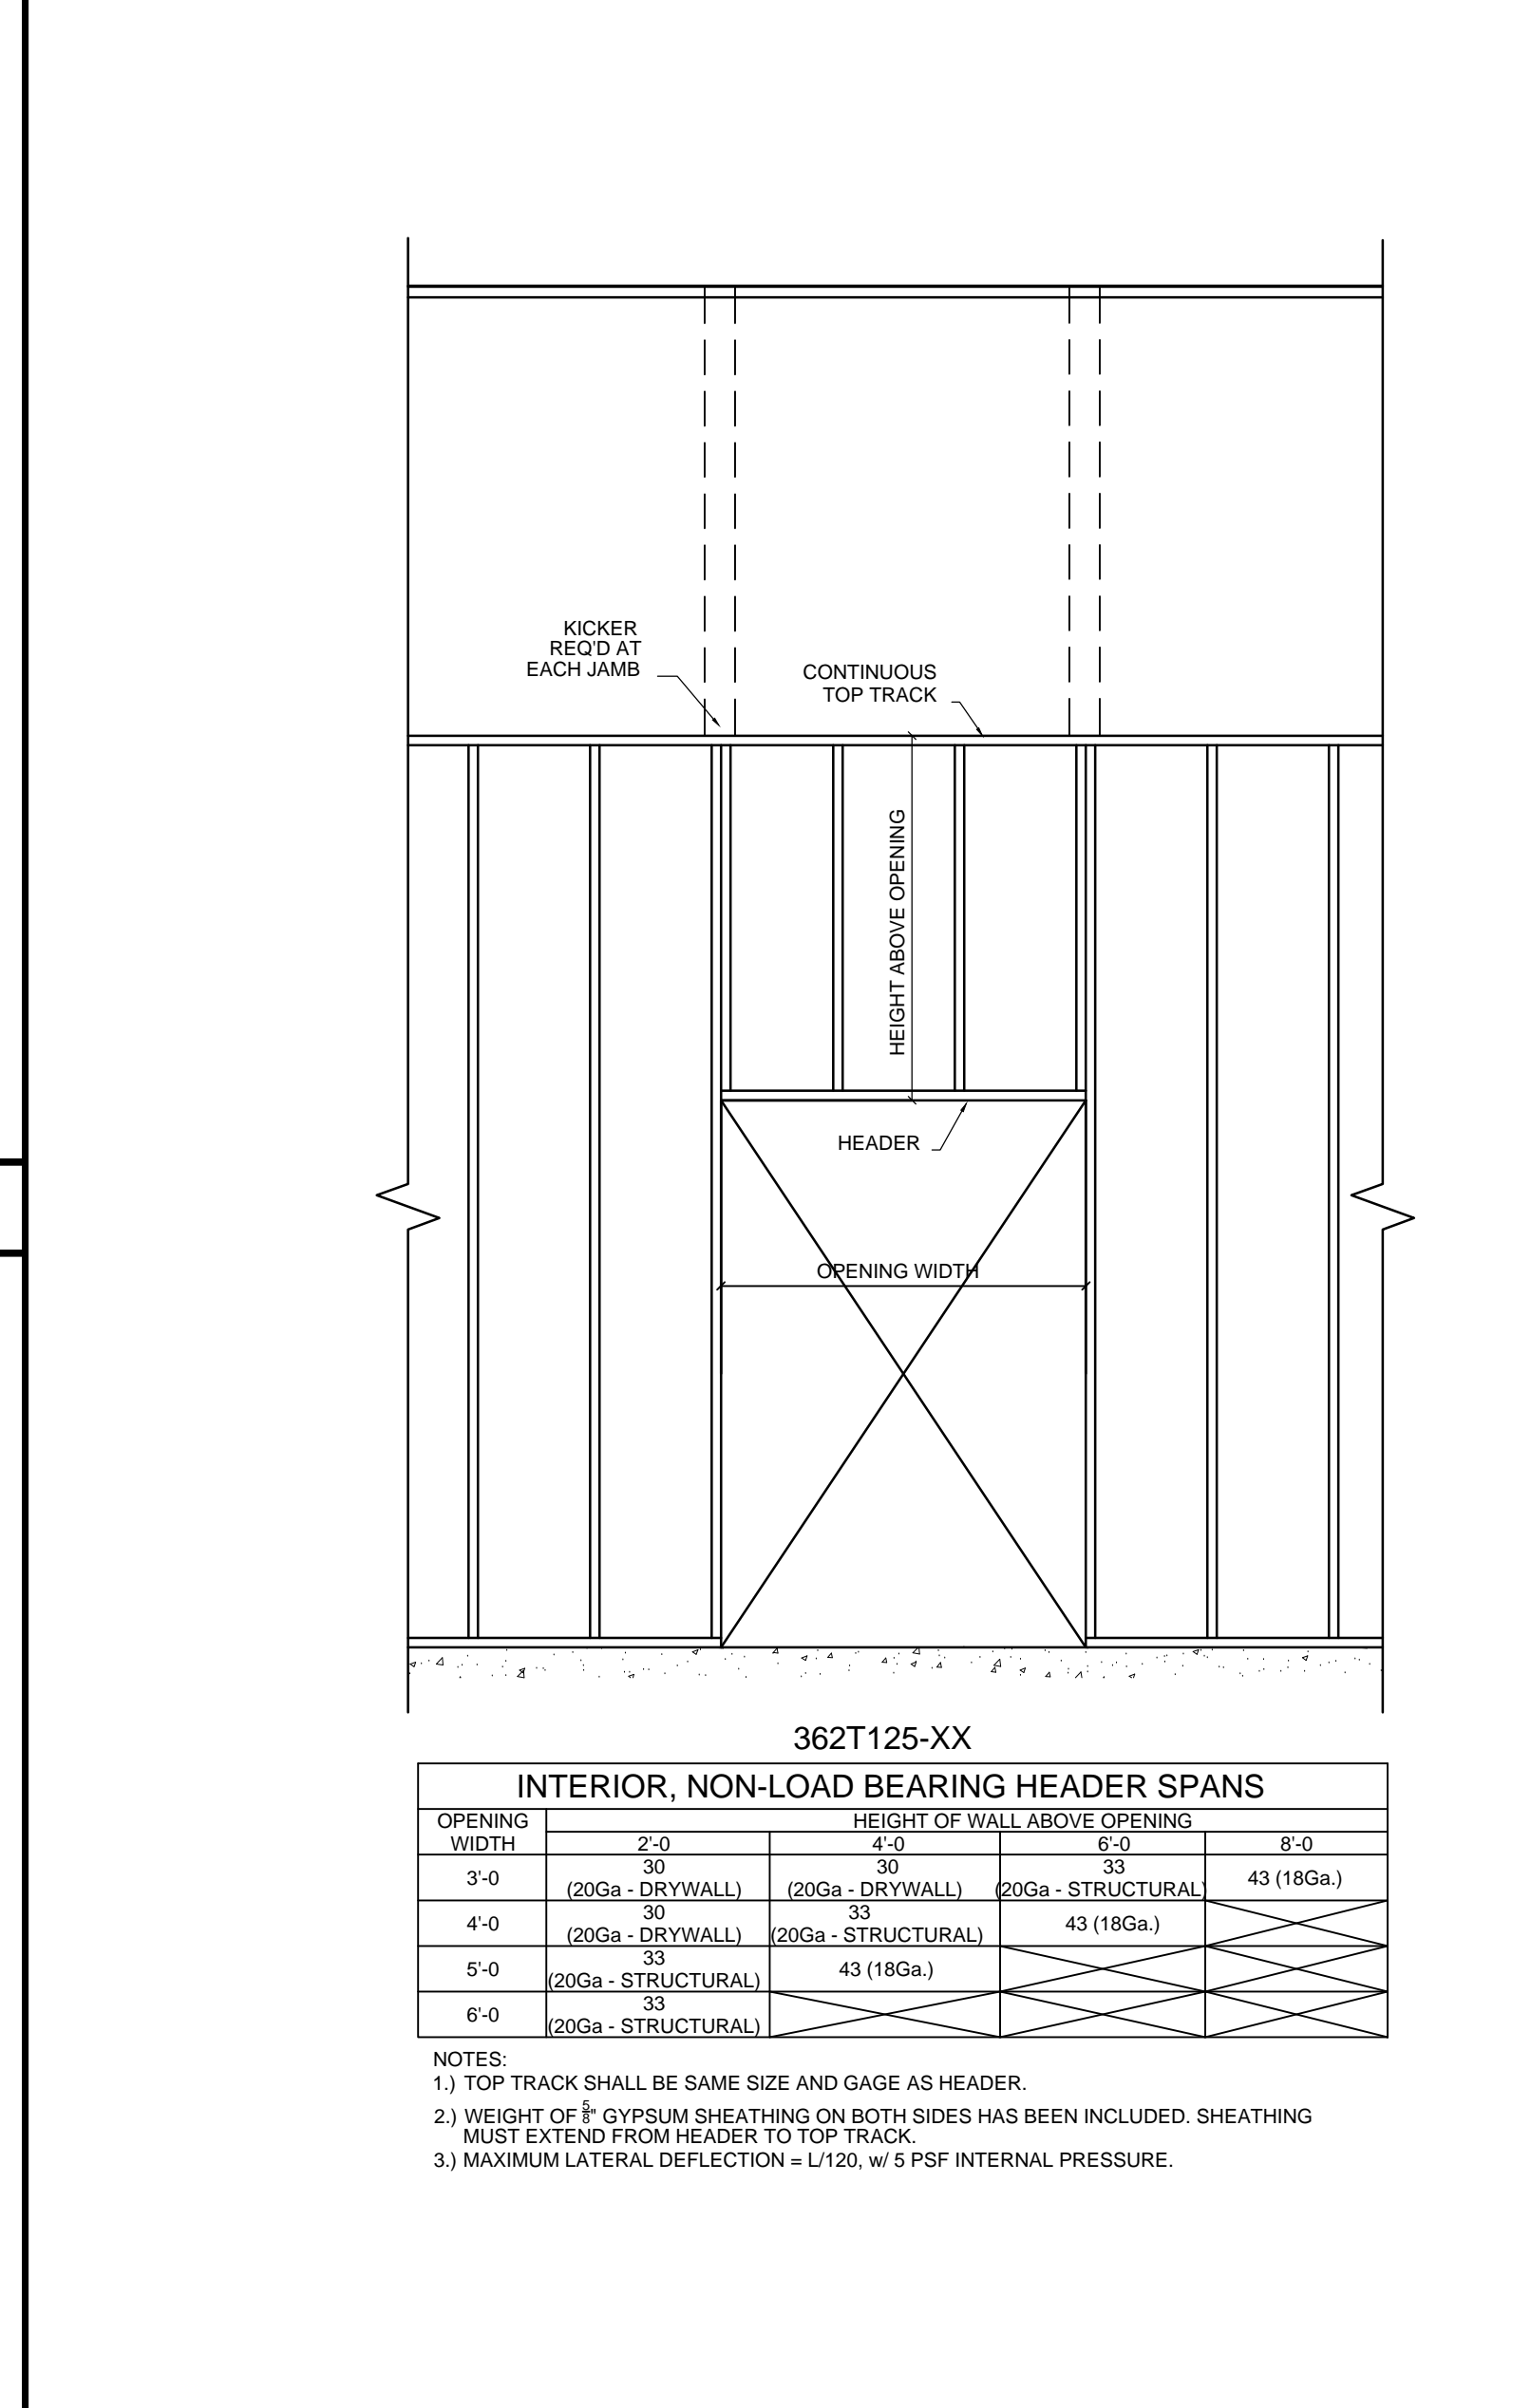 KICKER
REQ'D AT
EACH JAMB
CONTINUOUS
TOP TRACK
HEIGHT ABOVE OPENING
HEADER
OPENING WIDTH
362T125-XX
INTERIOR, NON-LOAD BEARING HEADER SPANS
OPENING
WIDTH
HEIGHT OF WALL ABOVE OPENING
2'-0 4'-0 6'-0 8'-0
3'-0
30
(20Ga - DRYWALL)
30
(20Ga - DRYWALL)
33
(20Ga - STRUCTURAL)
43 (18Ga.)
4'-0
30
(20Ga - DRYWALL)
33
(20Ga - STRUCTURAL)
43 (18Ga.)
5'-0
33
(20Ga - STRUCTURAL)
43 (18Ga.)
6'-0
33
(20Ga - STRUCTURAL)
NOTES:
1.) TOP TRACK SHALL BE SAME SIZE AND GAGE AS HEADER.
2.) WEIGHT OF 5/8" GYPSUM SHEATHING ON BOTH SIDES HAS BEEN INCLUDED. SHEATHING
MUST EXTEND FROM HEADER TO TOP TRACK.
3.) MAXIMUM LATERAL DEFLECTION = L/120, w/ 5 PSF INTERNAL PRESSURE.